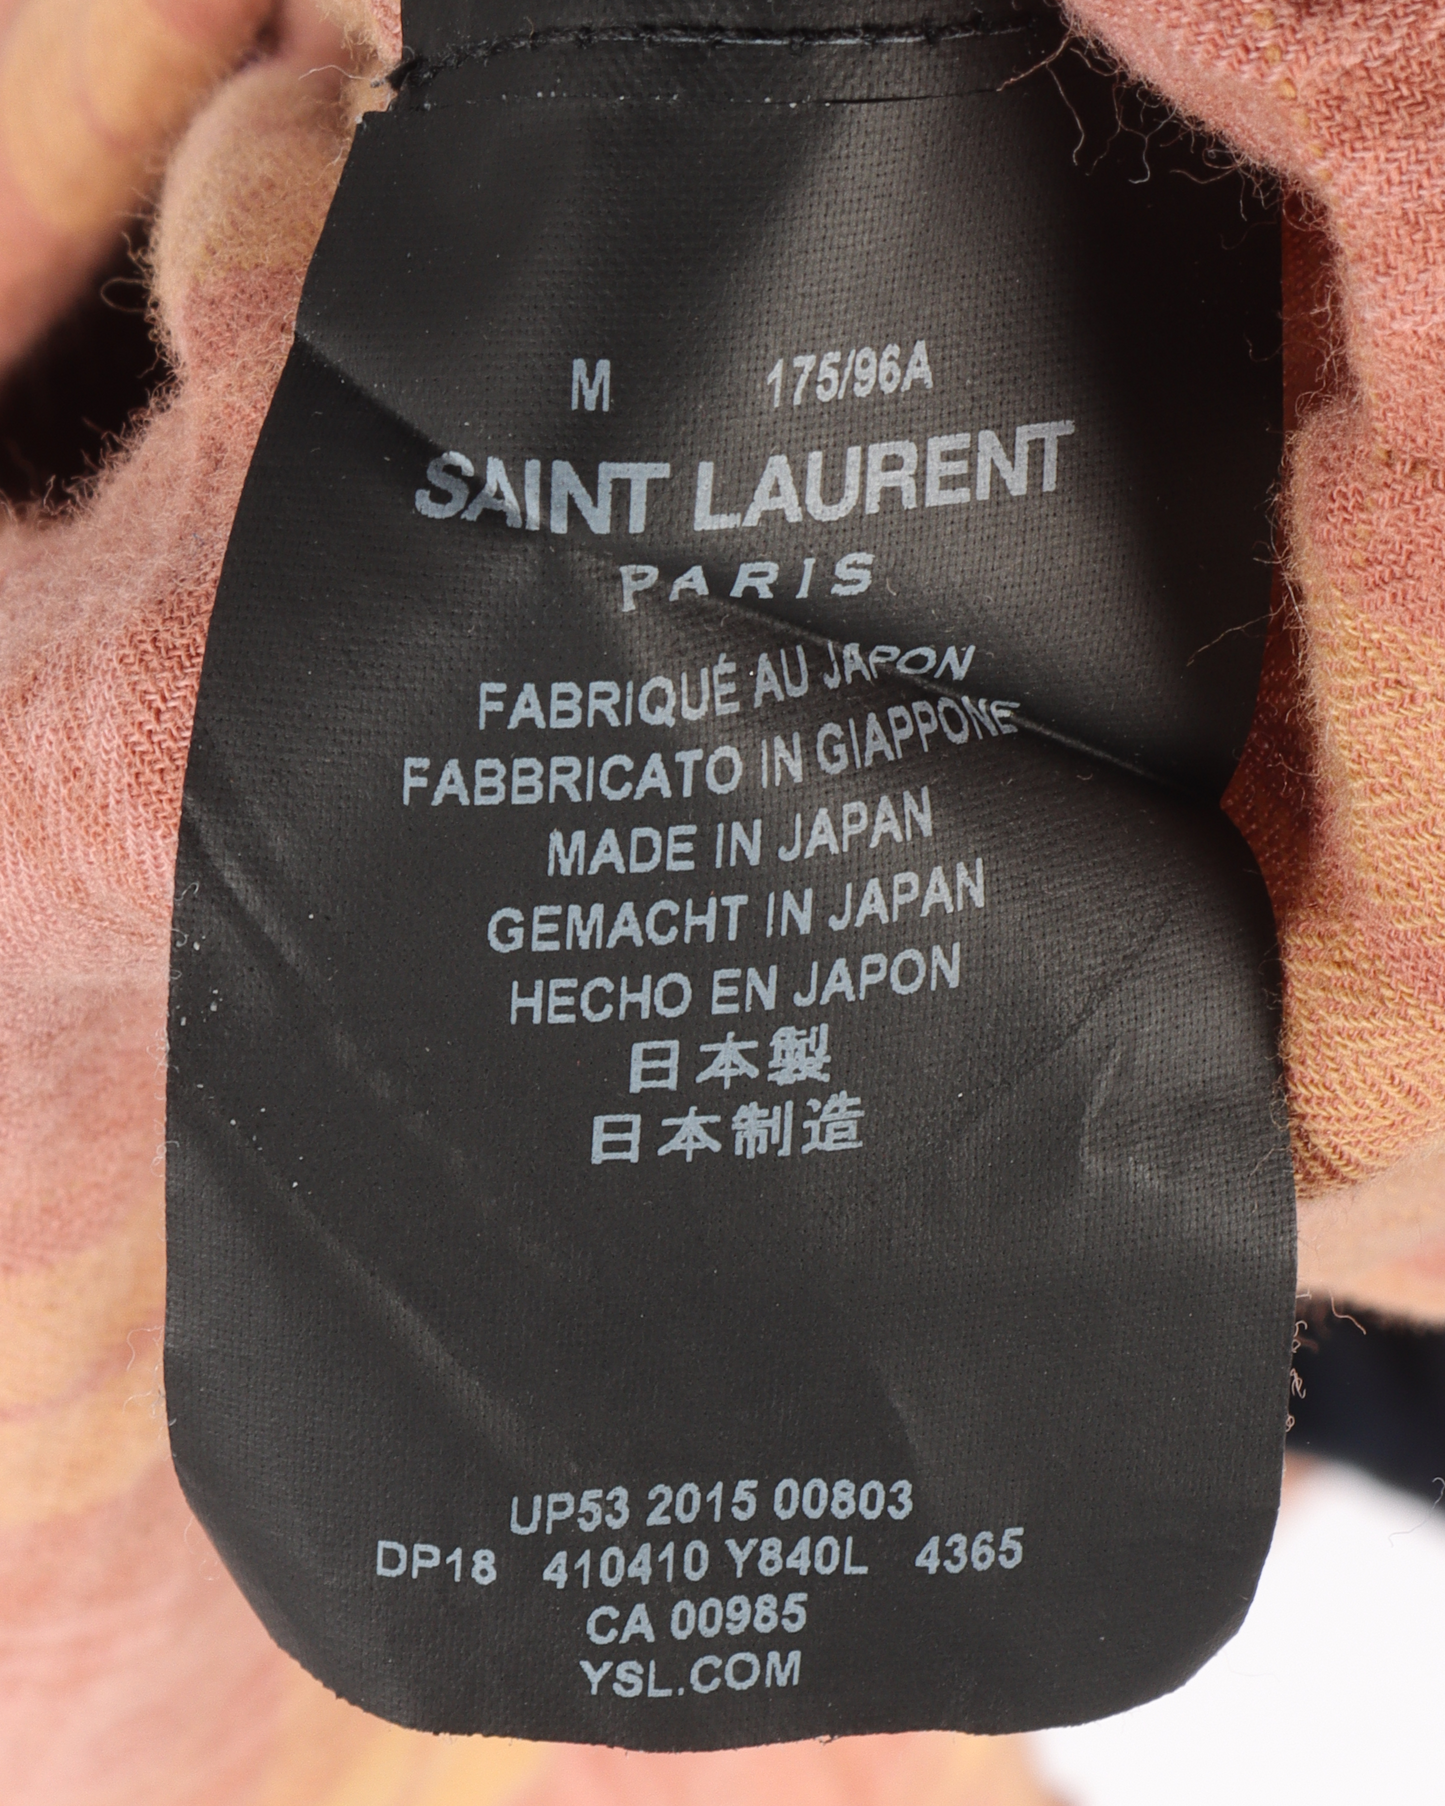 M 175/96A
SAINT LAURENT
PARIS
FABRIQUÉ AU JAPON
FABBRICATO IN GIAPPONE
MADE IN JAPAN
GEMACHT IN JAPAN
HECHO EN JAPON
日本製
日本制造
UP53 2015 00803
DP18 410410 Y840L 4365
CA 00985
YSL.COM